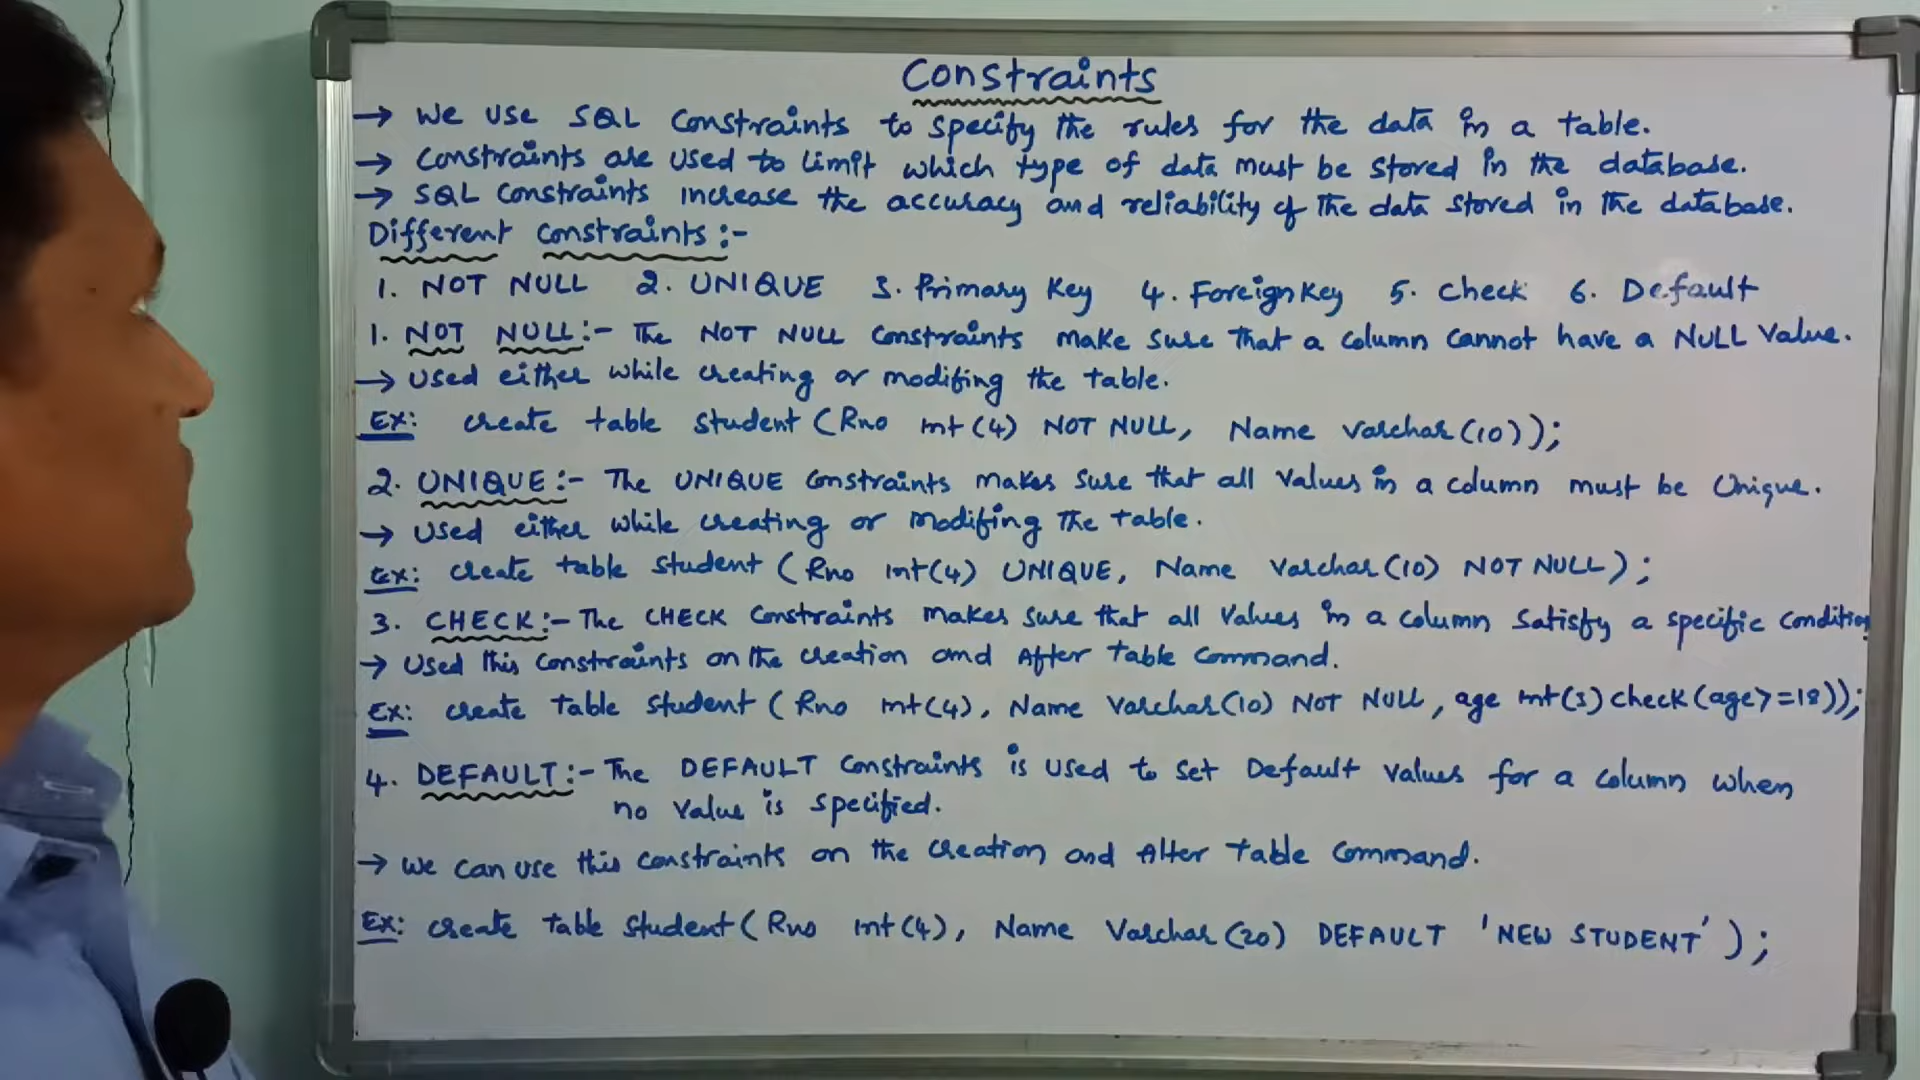 Constraints
→ We use SQL Constraints to specify the rules for the data in a table.
→ Constraints are used to limit which type of data must be stored in the database.
→ SQL Constraints increase the accuracy and reliability of the data stored in the database.
Different Constraints :-
1. NOT NULL 2. UNIQUE 3. Primary Key 4. Foreign Key 5. Check 6. Default
1. NOT NULL :- The NOT NULL Constraints make sure that a column cannot have a NULL Value.
→ Used either while creating or modifing the table.
Ex: create table Student (Rno int(4) NOT NULL, Name varchar(10));
2. UNIQUE :- The UNIQUE Constraints makes sure that all values in a column must be Unique.
→ Used either while creating or modifing the table.
Ex: create table student (Rno int(4) UNIQUE, Name varchar(10) NOT NULL);
3. CHECK :- The CHECK Constraints makes sure that all values in a column satisfy a specific condition
→ Used this constraints on the creation and After table command.
Ex: create table student (Rno int(4), Name varchar(10) NOT NULL, age int(3) check(age>=18));
4. DEFAULT :- The DEFAULT Constraints is used to set Default values for a column when
no value is specified.
→ we can use this constraints on the creation and Alter table command.
Ex: create table student (Rno int(4), Name Varchar(20) DEFAULT 'NEW STUDENT');